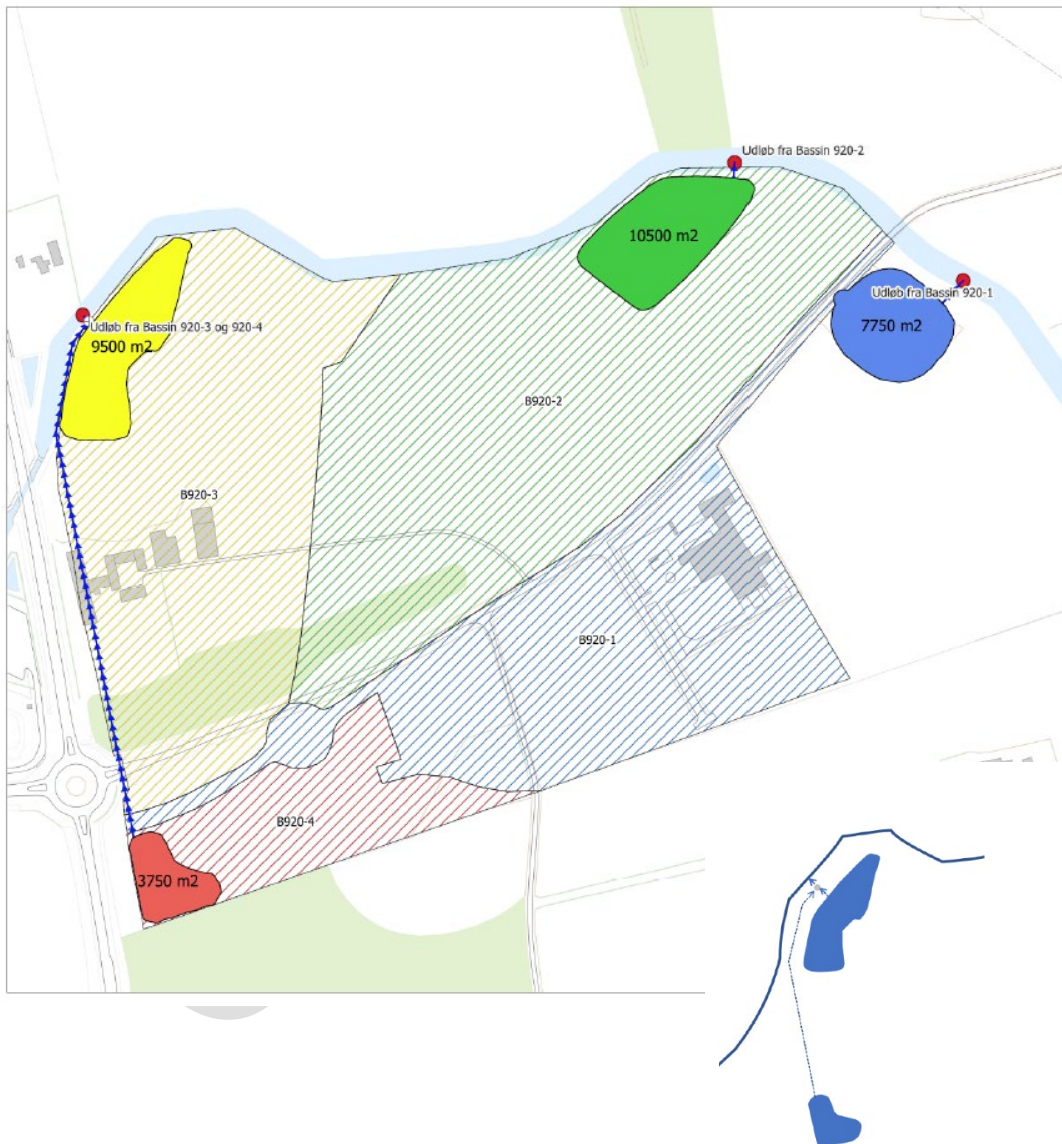 Udløb fra Bassin 920-2
10500 m2
Udløb fra Bassin 920-1
7750 m2
Udløb fra Bassin 920-3 og 920-4
9500 m2
B920-2
B920-3
B920-1
B920-4
3750 m2